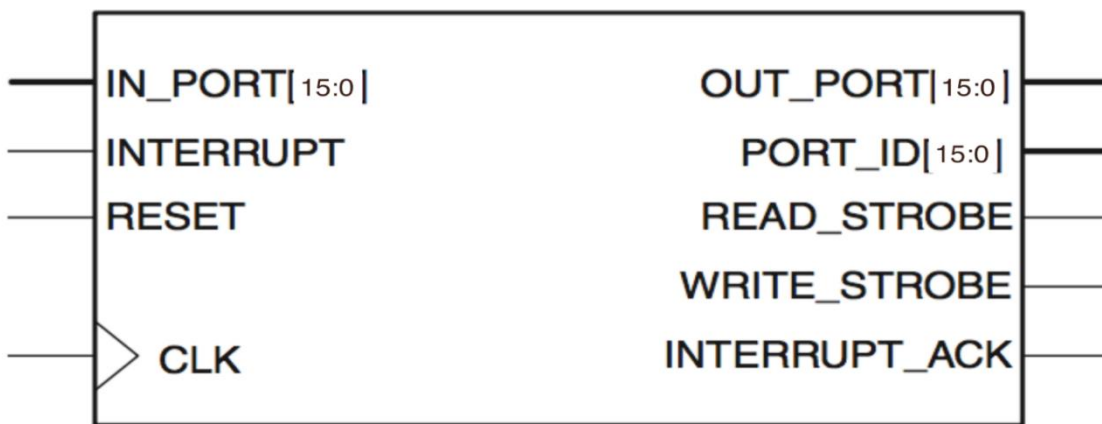 IN_PORT[15:0]
INTERRUPT
RESET
CLK
OUT_PORT[15:0]
PORT_ID[15:0]
READ_STROBE
WRITE_STROBE
INTERRUPT_ACK